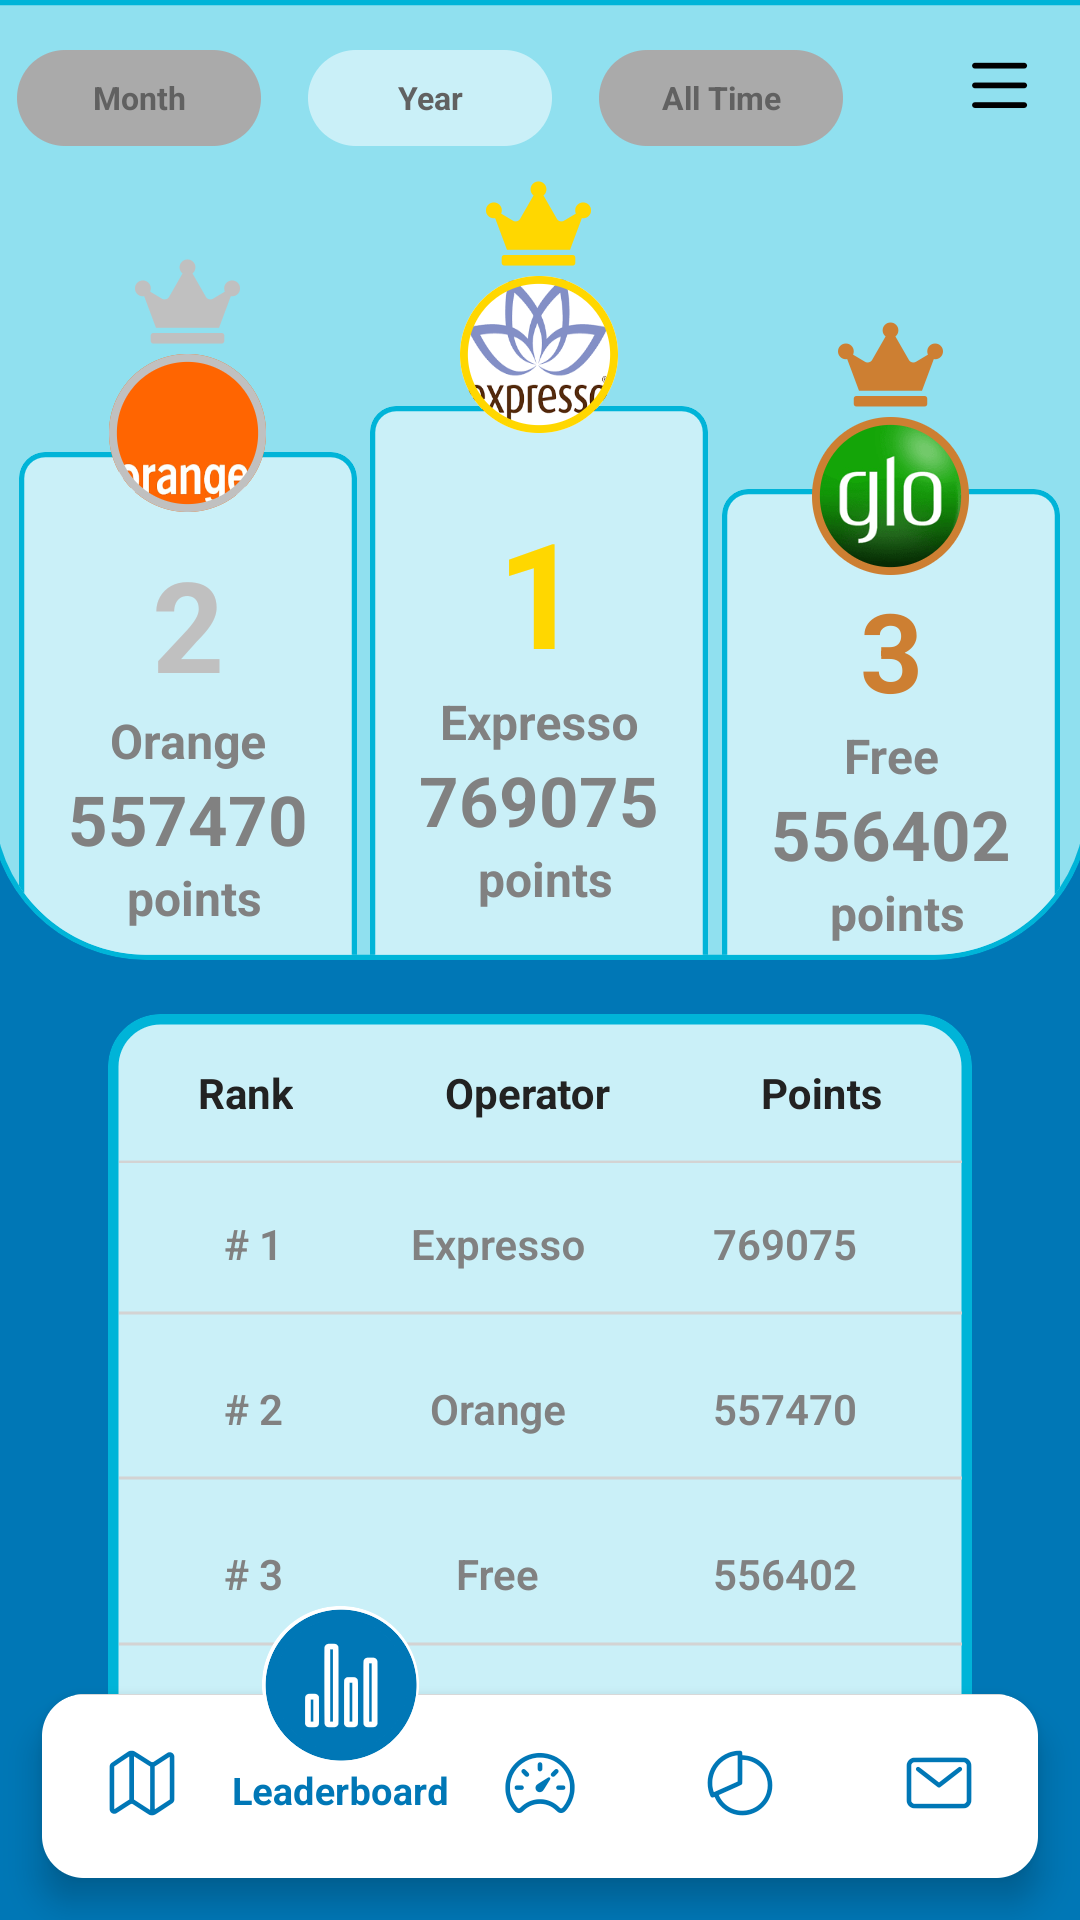 Month Year All Time
expresso
orange
glo
2
1
3
Orange
557470
points
Expresso
769075
points
Free
556402
points
Rank Operator Points
# 1 Expresso 769075
# 2 Orange 557470
# 3 Free 556402
Leaderboard